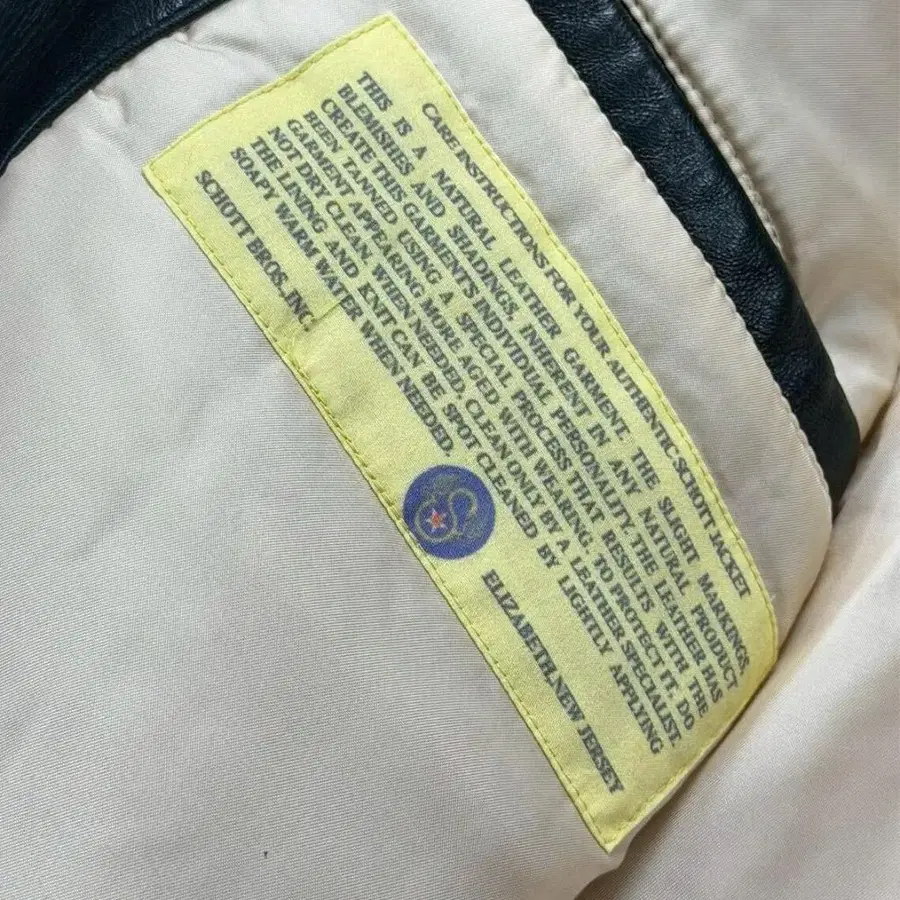 CARE INSTRUCTIONS FOR YOUR AUTHENTIC SCHOTT JACKET
THIS IS A NATURAL LEATHER GARMENT. THE SLIGHT MARKINGS,
BLEMISHES AND SHADINGS, INHERENT IN ANY NATURAL PRODUCT
CREATE THIS GARMENT'S INDIVIDUAL PERSONALITY. THE LEATHER HAS
BEEN TANNED USING A SPECIAL PROCESS THAT RESULTS WITH THE
GARMENT APPEARING MORE AGED WITH WEARING. TO PROTECT IT, DO
NOT DRY CLEAN. WHEN NEEDED, CLEAN ONLY BY A LEATHER SPECIALIST.
THE LINING AND KNIT CAN BE SPOT CLEANED BY LIGHTLY APPLYING
SOAPY WARM WATER WHEN NEEDED.
SCHOTT BROS. INC. ELIZABETH, NEW JERSEY